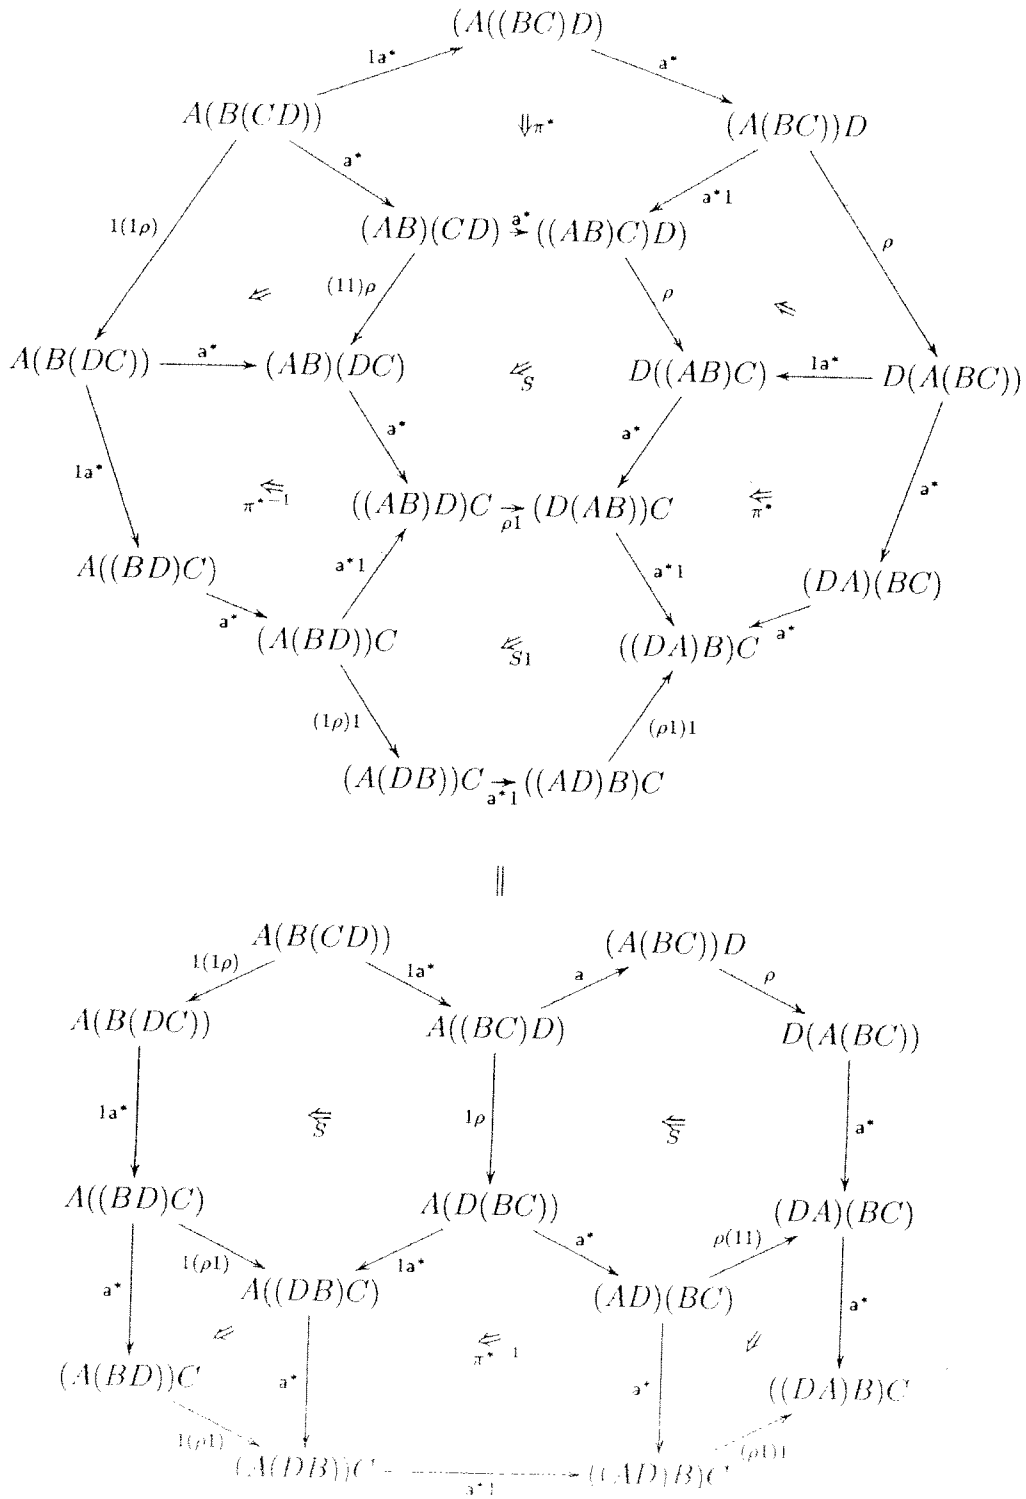 (A((BC)D)
1a* a*
A(B(CD)) (A(BC))D
⇓π*
a* a*1
1(1ρ) (AB)(CD) a* ((AB)C)D) ρ
(11)ρ ρ
A(B(DC)) a* (AB)(DC) S D((AB)C) 1a* D(A(BC))
1a* a* a* a*
π*⁻¹ ((AB)D)C ρ1 (D(AB))C π*
A((BD)C) a*1 a*1 (DA)(BC)
a* (A(BD))C S1 ((DA)B)C a*
(1ρ)1 (ρ1)1
(A(DB))C a*1 ((AD)B)C
||
A(B(CD)) (A(BC))D
1(1ρ) 1a* a ρ
A(B(DC)) A((BC)D) D(A(BC))
1a* S 1ρ S a*
A((BD)C) A(D(BC)) (DA)(BC)
1(ρ1) 1a* a* ρ(11)
a* A((DB)C) (AD)(BC) a*
π*⁻¹
(A(BD))C a* a* ((DA)B)C
1(ρ1) (ρ1)1
(A(DB))C a*1 ((AD)B)C